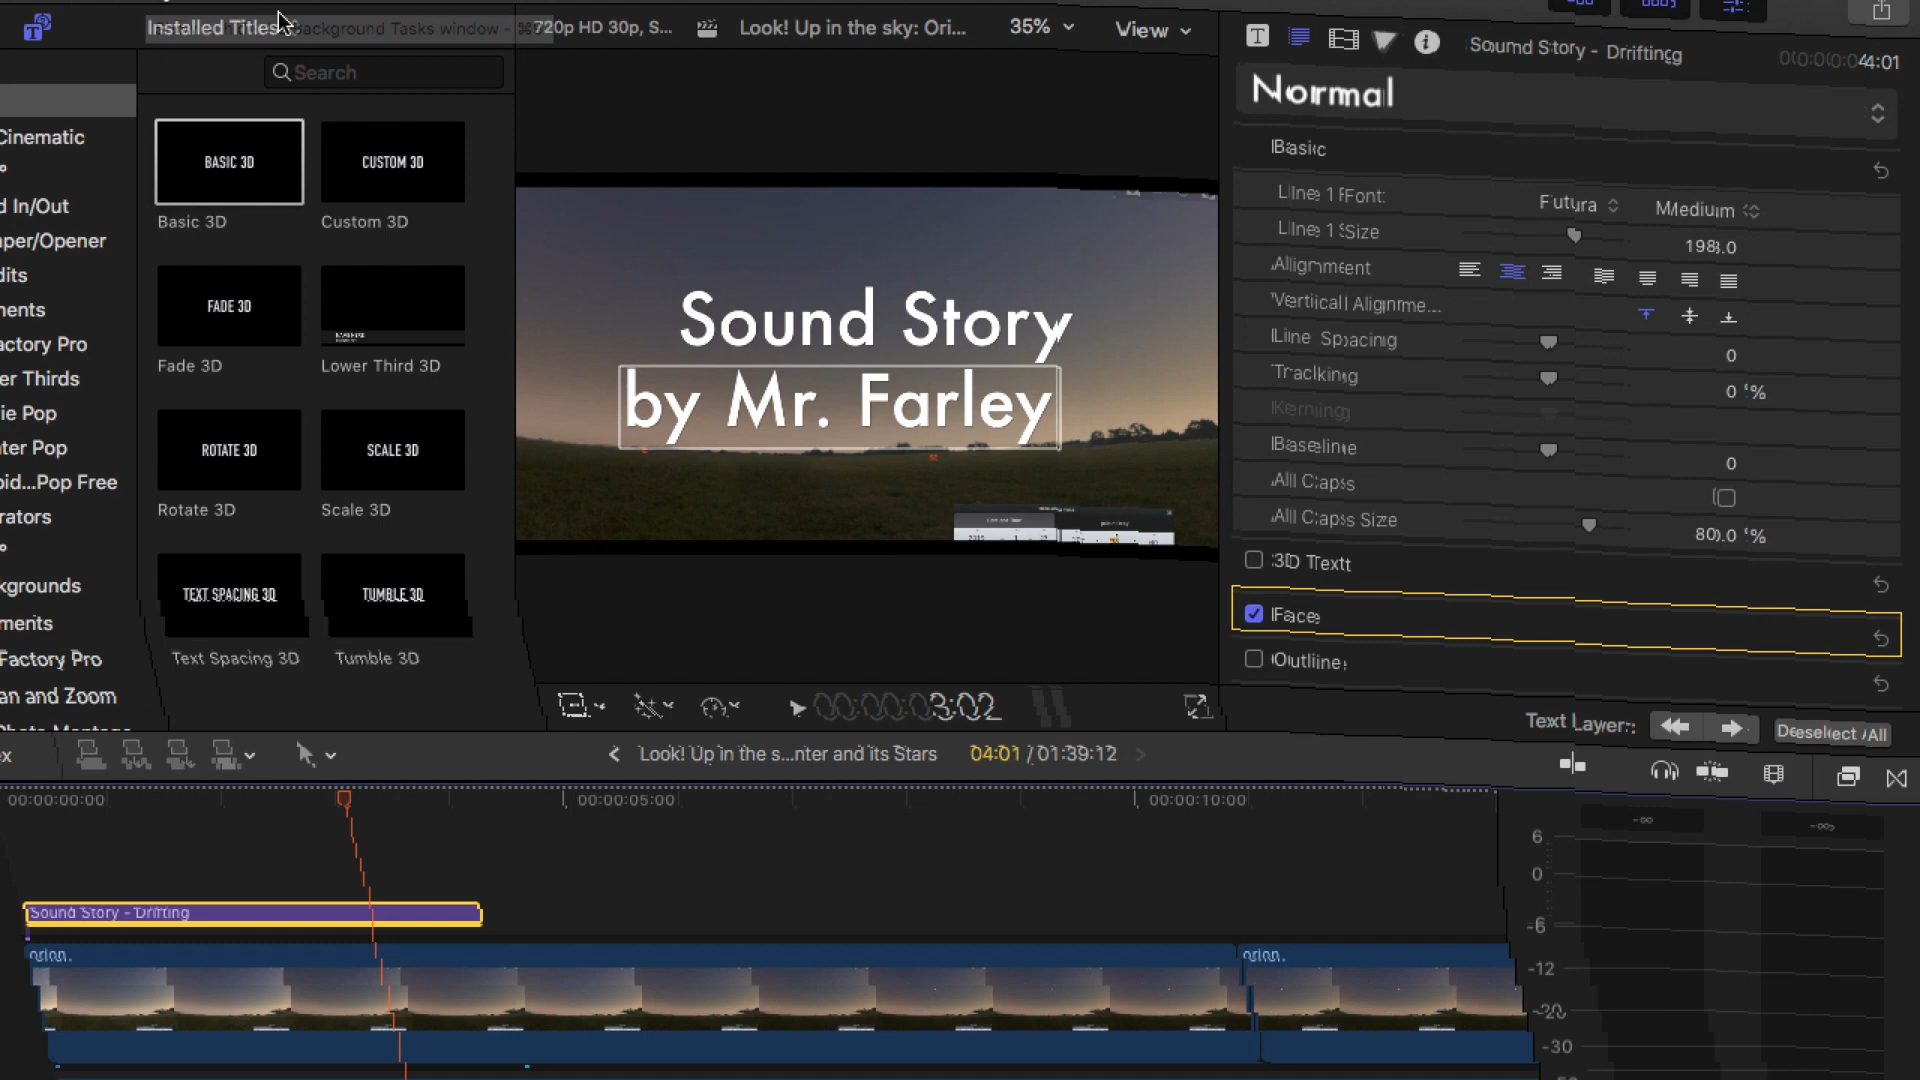 Installed Titles
Background Tasks window -
720p HD 30p, S...
Look! Up in the sky: Ori...
35%
View
Sound Story - Drifting
4:01
Search
Normal
Cinematic
d In/Out
per/Opener
dits
ments
actory Pro
er Thirds
ie Pop
ter Pop
oid...Pop Free
rators
kgrounds
ments
Factory Pro
an and Zoom
BASIC 3D
CUSTOM 3D
Basic 3D
Custom 3D
FADE 3D
Fade 3D
Lower Third 3D
ROTATE 3D
SCALE 3D
Rotate 3D
Scale 3D
TEXT SPACING 3D
TUMBLE 3D
Text Spacing 3D
Tumble 3D
Sound Story
by Mr. Farley
Basic
Line 1 Font:
Futura
Medium
Line 1 Size
198.0
Alignment
Vertical Alignme...
Line Spacing
0
Tracking
0 %
Kerning
Baseline
0
All Caps
All Caps Size
80.0 %
3D Text
Face
Outline
00:00:00:03:02
Text Layer:
Deselect All
ex
Look! Up in the s...nter and its Stars
04:01 / 01:39:12
00:00:00:00
00:00:05:00
00:00:10:00
Sound Story - Drifting
orion.
orion.
6
0
-6
-12
-20
-30
-∞
-∞